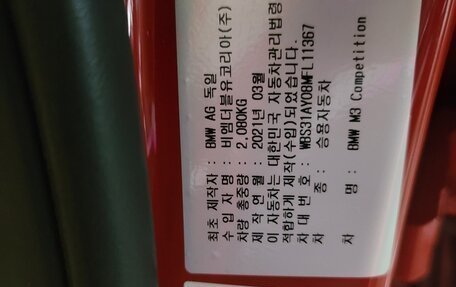 최초 제작자 : BMW AG 독일
수 입 자 명 : 비엠더블유코리아(주)
차량 총중량 : 2,080KG
제 작 연 월 : 2021년 03월
이 자동차는 대한민국 자동차관리법령
적합하게 제작(수입)되었습니다.
차 대 번 호 : WBS31AY08MFL11367
차 종 : 승용자동차
차 명 : BMW M3 Competition